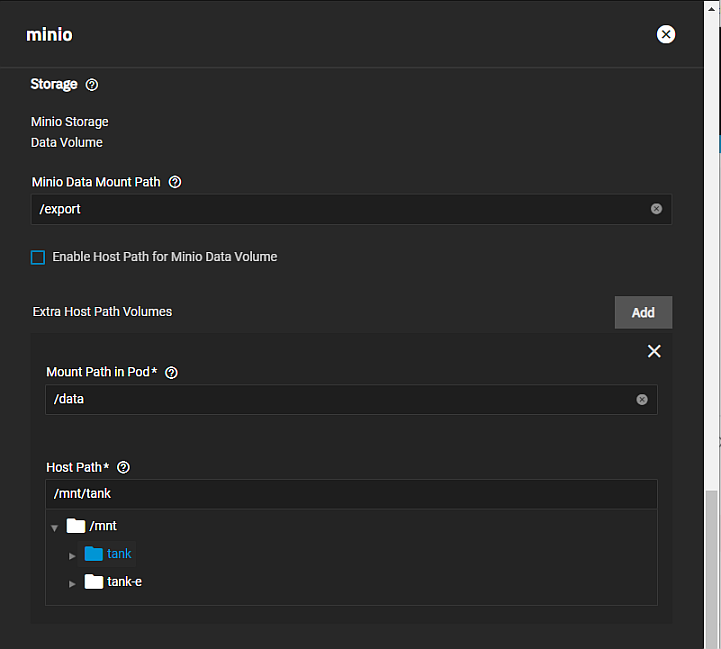 minio
Storage
Minio Storage
Data Volume
Minio Data Mount Path
/export
Enable Host Path for Minio Data Volume
Extra Host Path Volumes
Add
Mount Path in Pod*
/data
Host Path*
/mnt/tank
/mnt
tank
tank-e